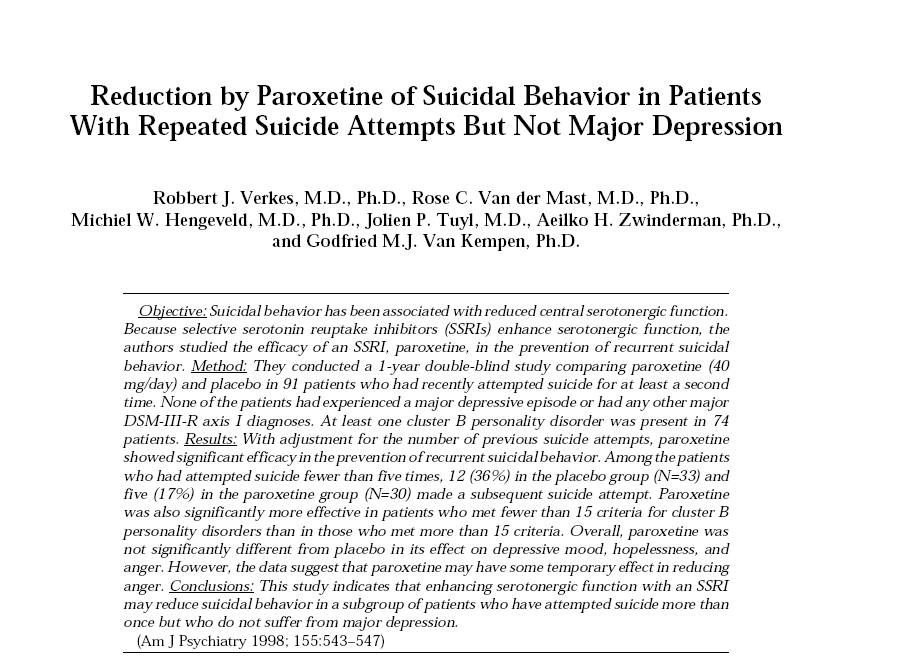 Reduction by Paroxetine of Suicidal Behavior in Patients
With Repeated Suicide Attempts But Not Major Depression
Robbert J. Verkes, M.D., Ph.D., Rose C. Van der Mast, M.D., Ph.D.,
Michiel W. Hengeveld, M.D., Ph.D., Jolien P. Tuyl, M.D., Aeilko H. Zwinderman, Ph.D.,
and Godfried M.J. Van Kempen, Ph.D.
Objective: Suicidal behavior has been associated with reduced central serotonergic function.
Because selective serotonin reuptake inhibitors (SSRIs) enhance serotonergic function, the
authors studied the efficacy of an SSRI, paroxetine, in the prevention of recurrent suicidal
behavior. Method: They conducted a 1-year double-blind study comparing paroxetine (40
mg/day) and placebo in 91 patients who had recently attempted suicide for at least a second
time. None of the patients had experienced a major depressive episode or had any other major
DSM-III-R axis I diagnoses. At least one cluster B personality disorder was present in 74
patients. Results: With adjustment for the number of previous suicide attempts, paroxetine
showed significant efficacy in the prevention of recurrent suicidal behavior. Among the patients
who had attempted suicide fewer than five times, 12 (36%) in the placebo group (N=33) and
five (17%) in the paroxetine group (N=30) made a subsequent suicide attempt. Paroxetine
was also significantly more effective in patients who met fewer than 15 criteria for cluster B
personality disorders than in those who met more than 15 criteria. Overall, paroxetine was
not significantly different from placebo in its effect on depressive mood, hopelessness, and
anger. However, the data suggest that paroxetine may have some temporary effect in reducing
anger. Conclusions: This study indicates that enhancing serotonergic function with an SSRI
may reduce suicidal behavior in a subgroup of patients who have attempted suicide more than
once but who do not suffer from major depression.
(Am J Psychiatry 1998; 155:543–547)